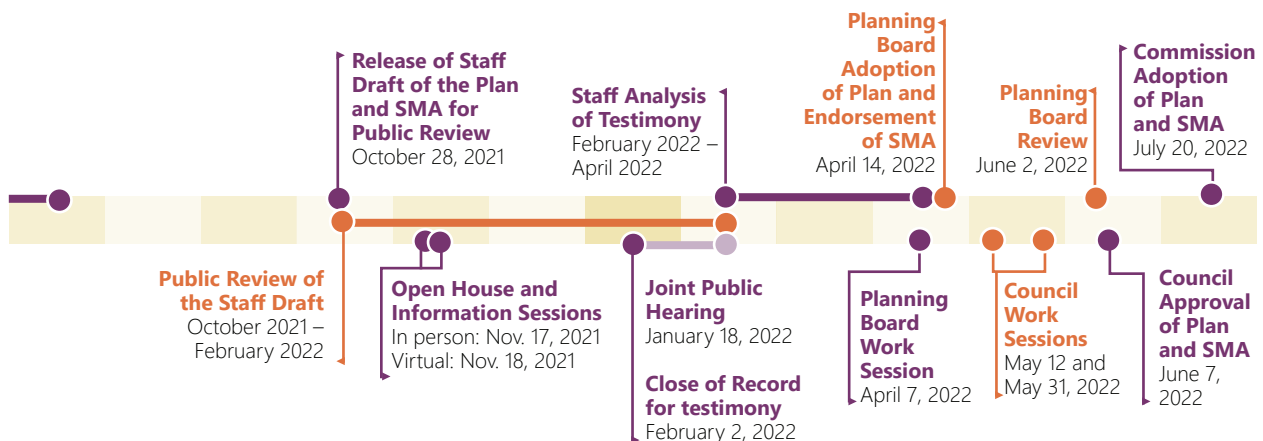 Release of Staff
Draft of the Plan
and SMA for
Public Review
October 28, 2021
Staff Analysis
of Testimony
February 2022 –
April 2022
Planning
Board
Adoption
of Plan and
Endorsement
of SMA
April 14, 2022
Planning
Board
Review
June 2, 2022
Commission
Adoption
of Plan
and SMA
July 20, 2022
Public Review of
the Staff Draft
October 2021 –
February 2022
Open House and
Information Sessions
In person: Nov. 17, 2021
Virtual: Nov. 18, 2021
Joint Public
Hearing
January 18, 2022
Close of Record
for testimony
February 2, 2022
Planning
Board
Work
Session
April 7, 2022
Council
Work
Sessions
May 12 and
May 31, 2022
Council
Approval
of Plan
and SMA
June 7,
2022